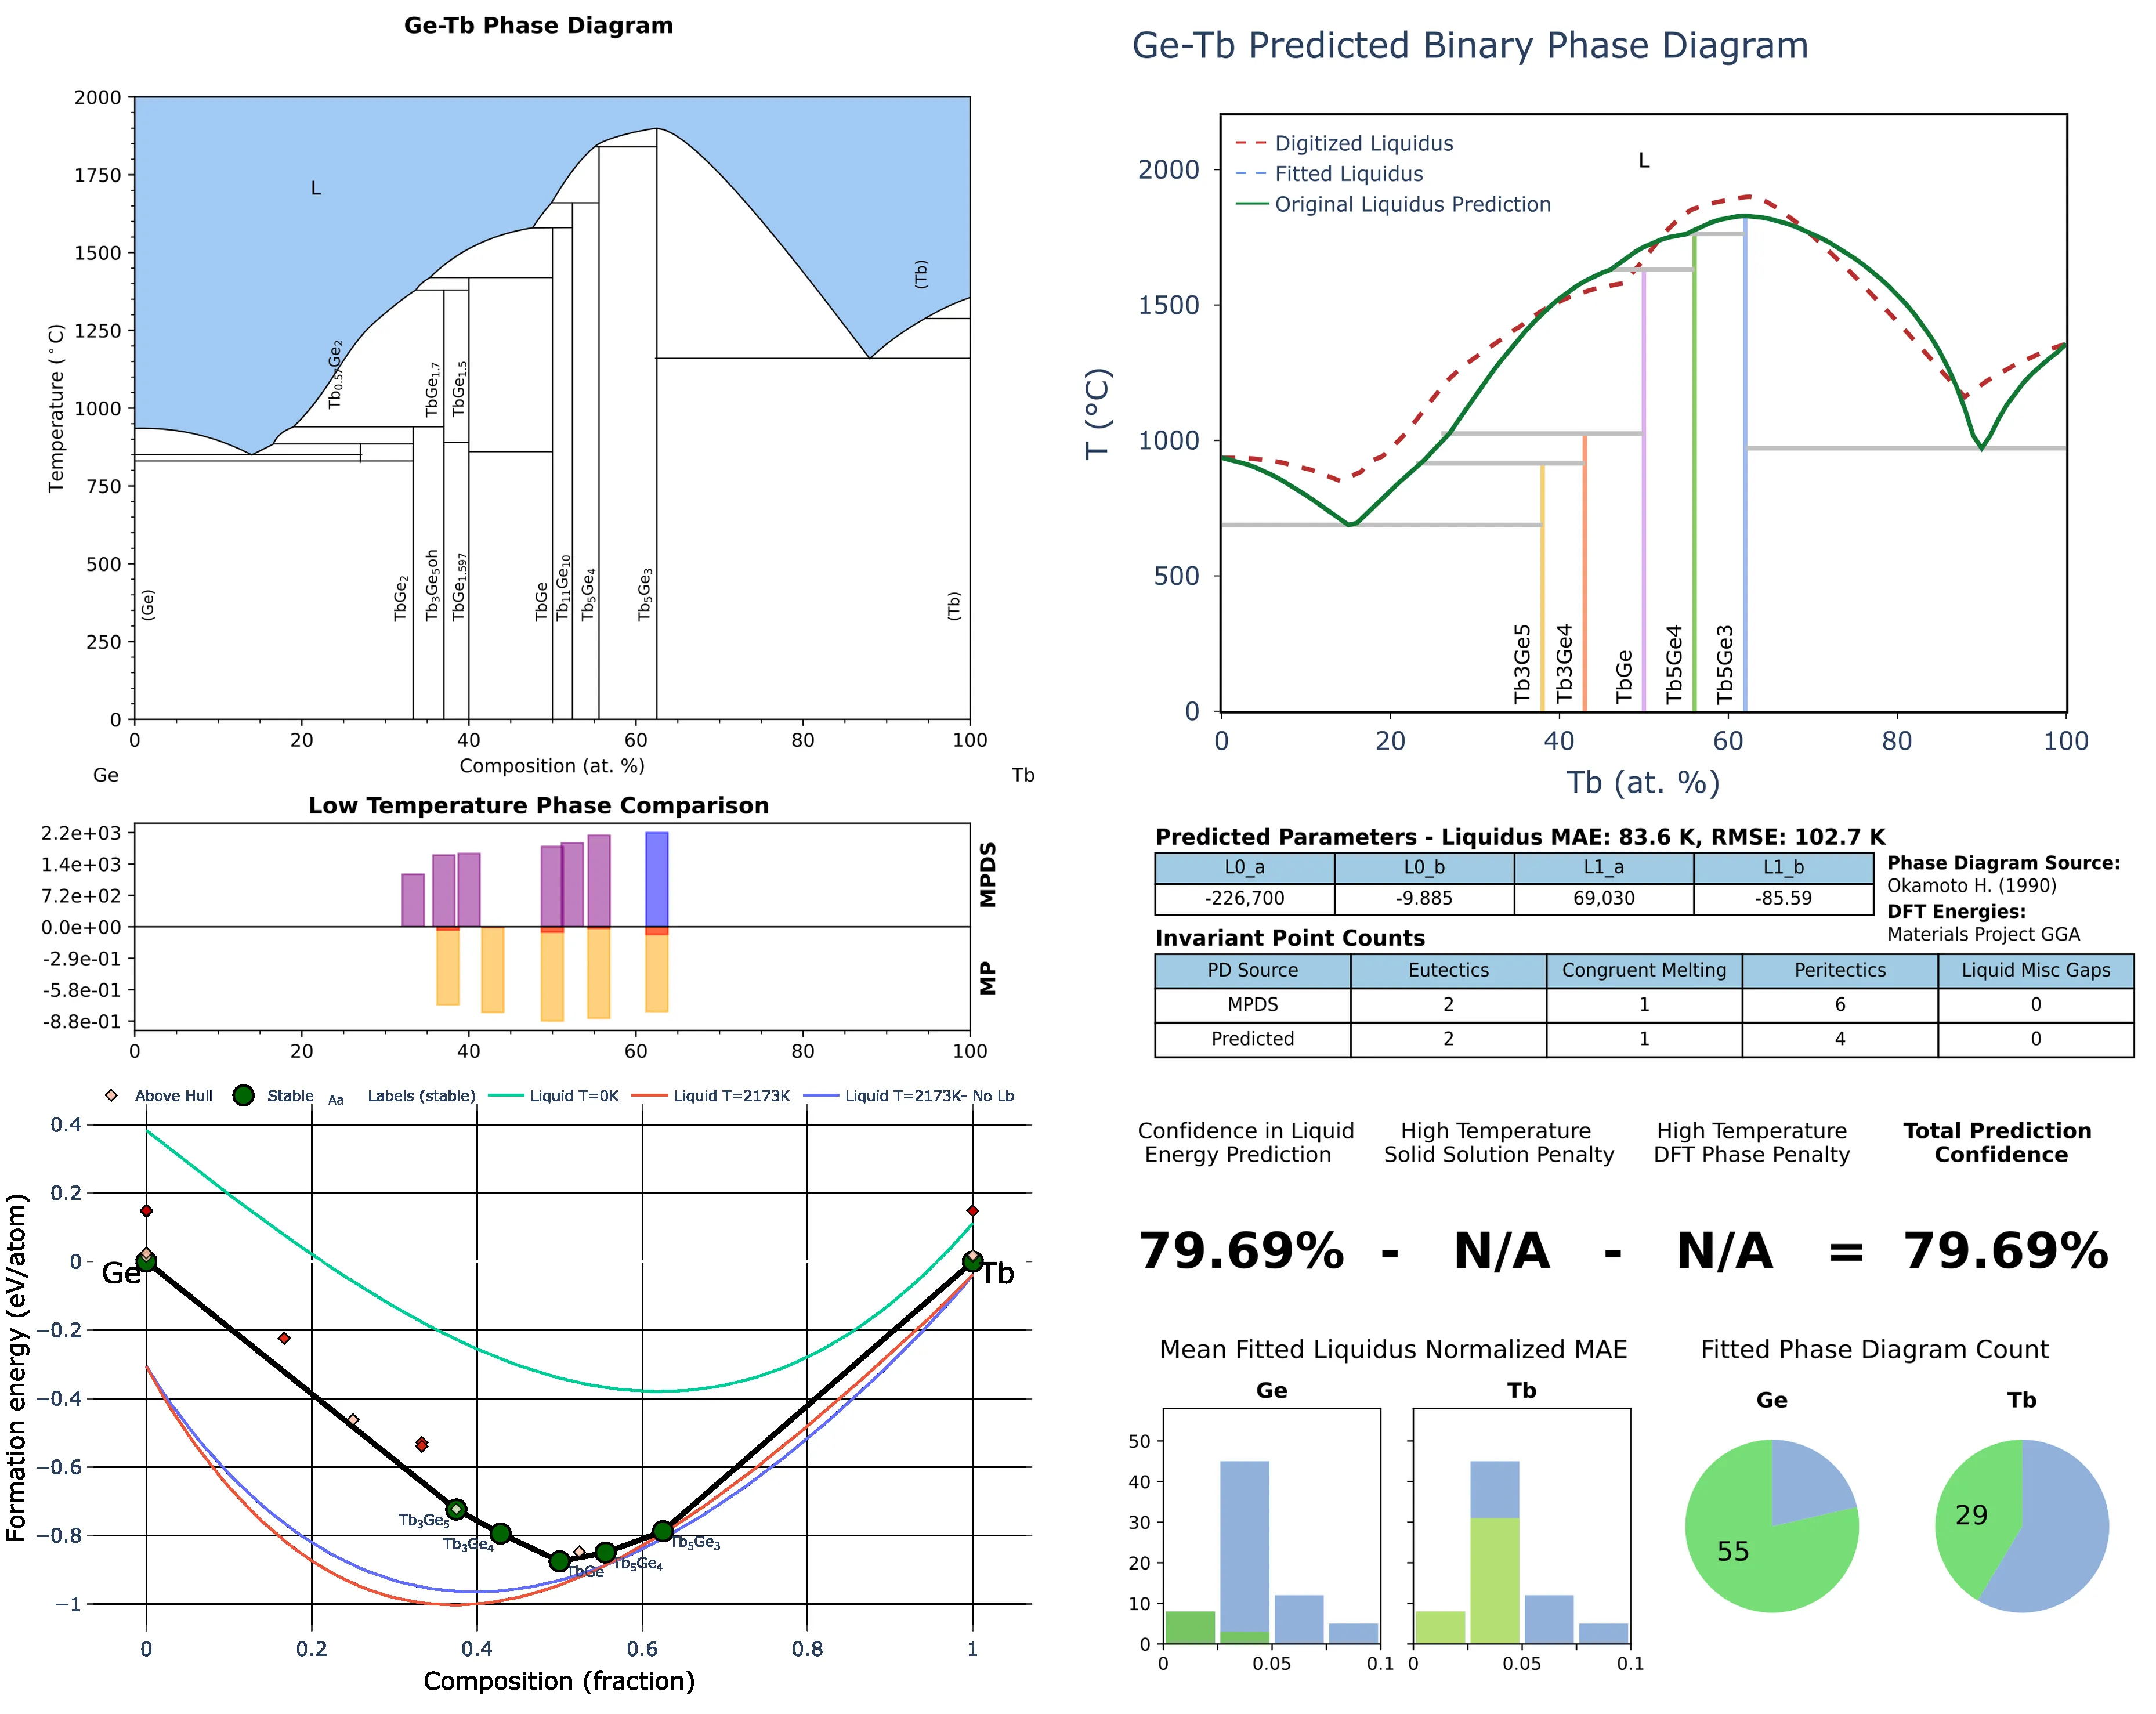 Ge-Tb Phase Diagram
2000
1750
1500
1250
1000
750
500
250
0
Temperature (°C)
L
(Tb)
Tb0.57Ge2
TbGe1.7
TbGe1.5
(Ge)
TbGe2
Tb3Ge5oh
TbGe1.597
TbGe
Tb11Ge10
Tb5Ge4
Tb5Ge3
(Tb)
0 20 40 60 80 100
Composition (at. %)
Ge Tb
Low Temperature Phase Comparison
2.2e+03
1.4e+03
7.2e+02
0.0e+00
-2.9e-01
-5.8e-01
-8.8e-01
MPDS
MP
0 20 40 60 80 100
Above Hull Stable Aa Labels (stable) Liquid T=0K Liquid T=2173K Liquid T=2173K- No Lb
0.4
0.2
0
−0.2
−0.4
−0.6
−0.8
−1
Formation energy (eV/atom)
Ge
Tb
Tb3Ge5
Tb3Ge4
TbGe
Tb5Ge4
Tb5Ge3
0 0.2 0.4 0.6 0.8 1
Composition (fraction)
Ge-Tb Predicted Binary Phase Diagram
Digitized Liquidus
Fitted Liquidus
Original Liquidus Prediction
L
2000
1500
1000
500
0
T (°C)
Tb3Ge5
Tb3Ge4
TbGe
Tb5Ge4
Tb5Ge3
0 20 40 60 80 100
Tb (at. %)
Predicted Parameters - Liquidus MAE: 83.6 K, RMSE: 102.7 K
L0_a L0_b L1_a L1_b
-226,700 -9.885 69,030 -85.59
Phase Diagram Source:
Okamoto H. (1990)
DFT Energies:
Materials Project GGA
Invariant Point Counts
PD Source Eutectics Congruent Melting Peritectics Liquid Misc Gaps
MPDS 2 1 6 0
Predicted 2 1 4 0
Confidence in Liquid High Temperature High Temperature Total Prediction
Energy Prediction Solid Solution Penalty DFT Phase Penalty Confidence
79.69% - N/A - N/A = 79.69%
Mean Fitted Liquidus Normalized MAE
Ge Tb
50
40
30
20
10
0
0 0.05 0.1 0 0.05 0.1
Fitted Phase Diagram Count
Ge Tb
55
29